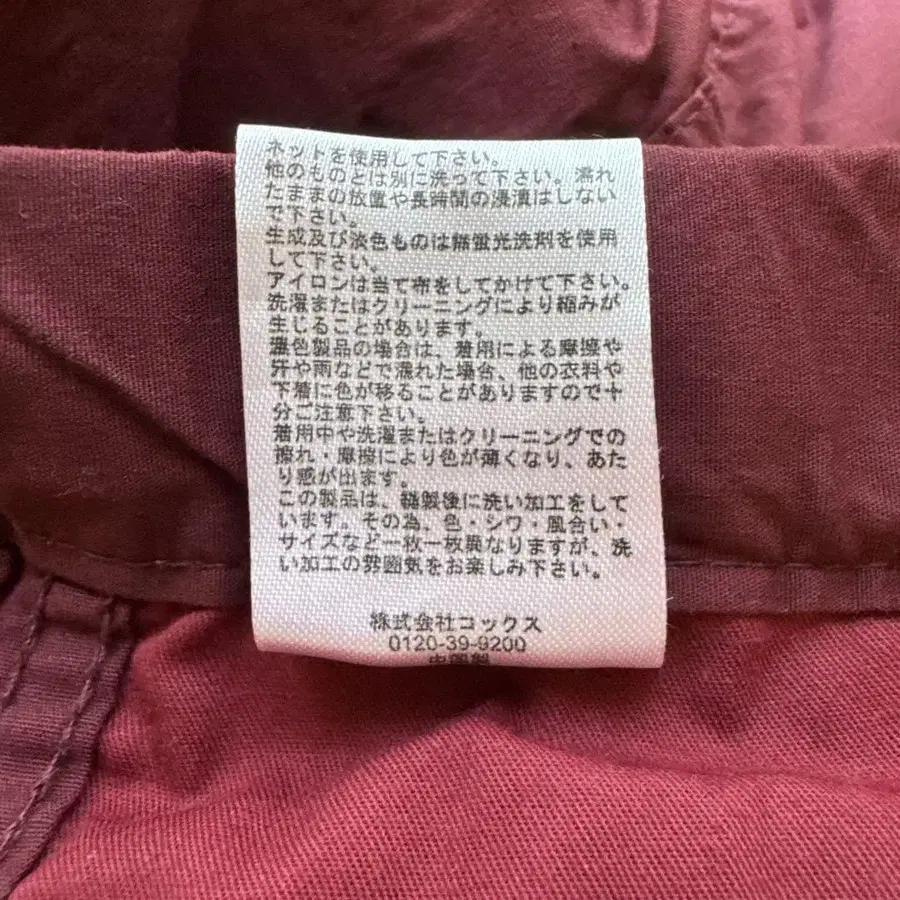 ネットを使用して下さい。
他のものとは別に洗って下さい。濡れ
たままの放置や長時間の浸漬はしない
で下さい。
生成及び淡色ものは無蛍光洗剤を使用
して下さい。
アイロンは当て布をしてかけて下さい。
洗濯またはクリーニングにより縮みが
生じることがあります。
濃色製品の場合は、着用による摩擦や
汗や雨などで濡れた場合、他の衣料や
下着に色が移ることがありますので十
分ご注意下さい。
着用中や洗濯またはクリーニングでの
擦れ・摩擦により色が薄くなり、あた
り感が出ます。
この製品は、縫製後に洗い加工をして
います。その為、色・シワ・風合い・
サイズなど一枚一枚異なりますが、洗
い加工の雰囲気をお楽しみ下さい。
株式会社コックス
0120-39-9200
中国製